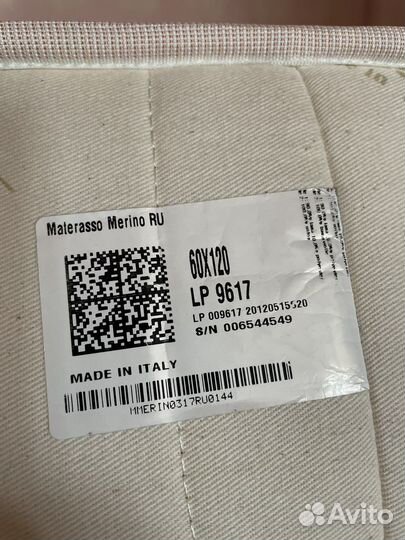 Materasso Merino RU
60X120
LP 9617
LP 009617 20120515520
S/N 006544549
MADE IN ITALY
MMERIN0317RU0144
Avito